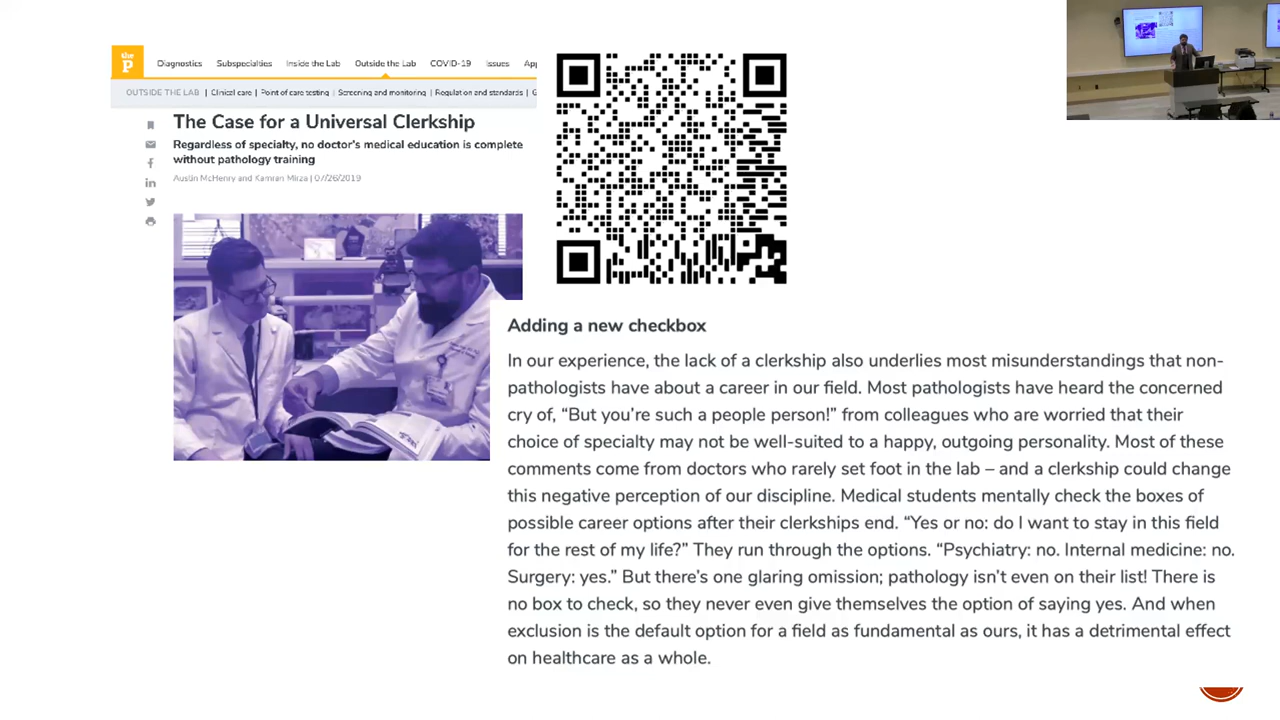 the
P
Diagnostics Subspecialties Inside the Lab Outside the Lab COVID-19 Issues Ap
OUTSIDE THE LAB | Clinical care | Point of care testing | Screening and monitoring | Regulation and standards | G
The Case for a Universal Clerkship
Regardless of specialty, no doctor's medical education is complete
without pathology training
Austin McHenry and Kamran Mirza | 07/26/2019
Adding a new checkbox
In our experience, the lack of a clerkship also underlies most misunderstandings that non-
pathologists have about a career in our field. Most pathologists have heard the concerned
cry of, “But you’re such a people person!” from colleagues who are worried that their
choice of specialty may not be well-suited to a happy, outgoing personality. Most of these
comments come from doctors who rarely set foot in the lab – and a clerkship could change
this negative perception of our discipline. Medical students mentally check the boxes of
possible career options after their clerkships end. “Yes or no: do I want to stay in this field
for the rest of my life?” They run through the options. “Psychiatry: no. Internal medicine: no.
Surgery: yes.” But there’s one glaring omission; pathology isn’t even on their list! There is
no box to check, so they never even give themselves the option of saying yes. And when
exclusion is the default option for a field as fundamental as ours, it has a detrimental effect
on healthcare as a whole.